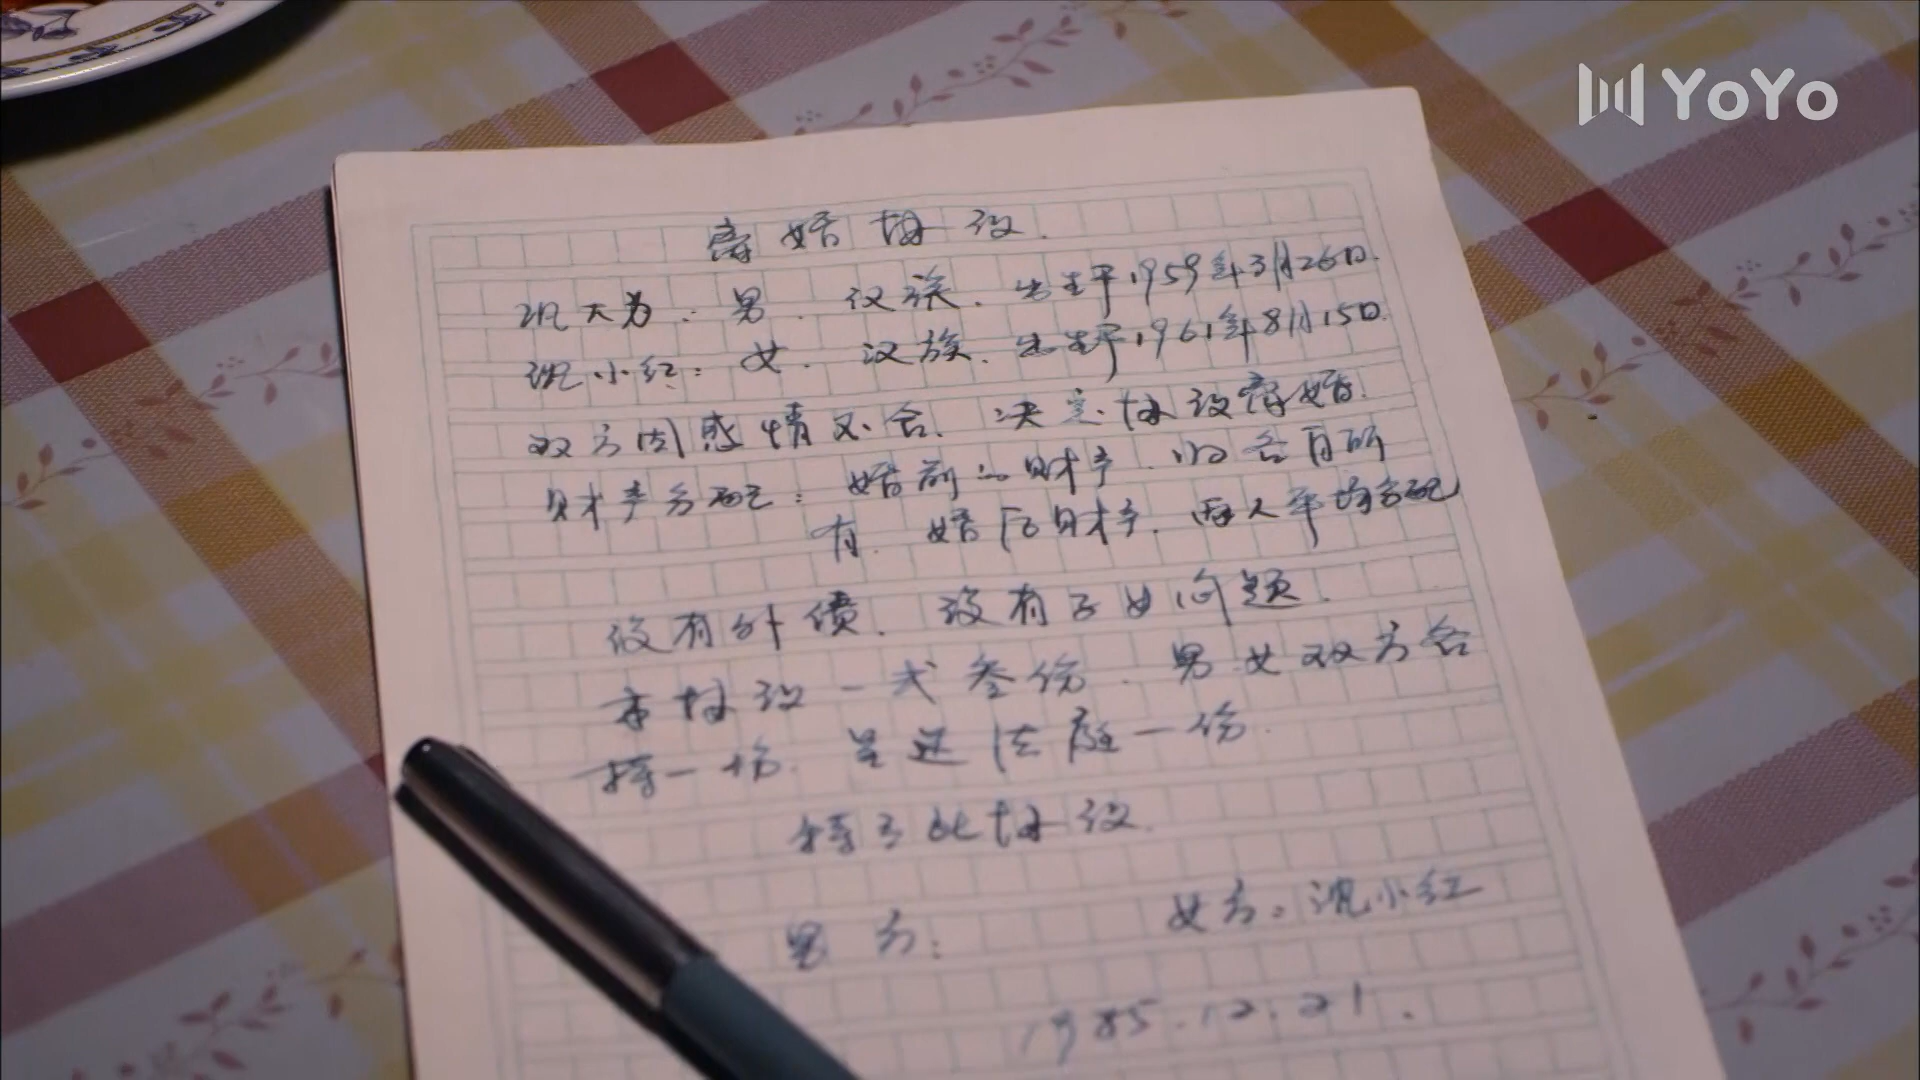 YoYo
离婚协议.
巩大为：男．汉族．出生于1959年3月26日.
沈小红：女．汉族．出生于1961年8月15日.
双方因感情不合．决定协议离婚.
财产分配：婚前的财产．归各自所
有．婚后财产．两人平均分配
没有外债．没有子女问题.
本协议一式叁份．男女双方各
持一份．呈送法庭一份.
特立此协议.
男方：
女方：沈小红
1985.12.21.